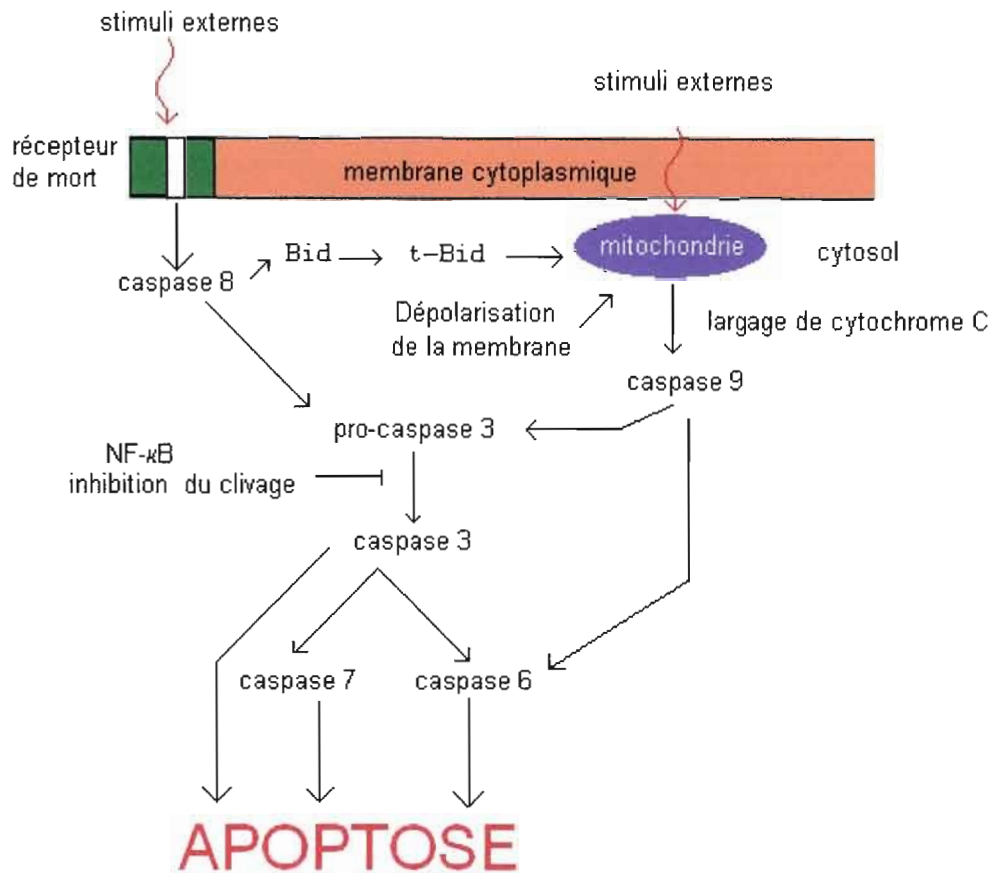 stimuli externes
stimuli externes
récepteur
de mort
membrane cytoplasmique
mitochondrie
cytosol
caspase 8
Bid
t-Bid
Dépolarisation
de la membrane
largage de cytochrome C
caspase 9
pro-caspase 3
NF-κB
inhibition du clivage
caspase 3
caspase 7
caspase 6
APOPTOSE